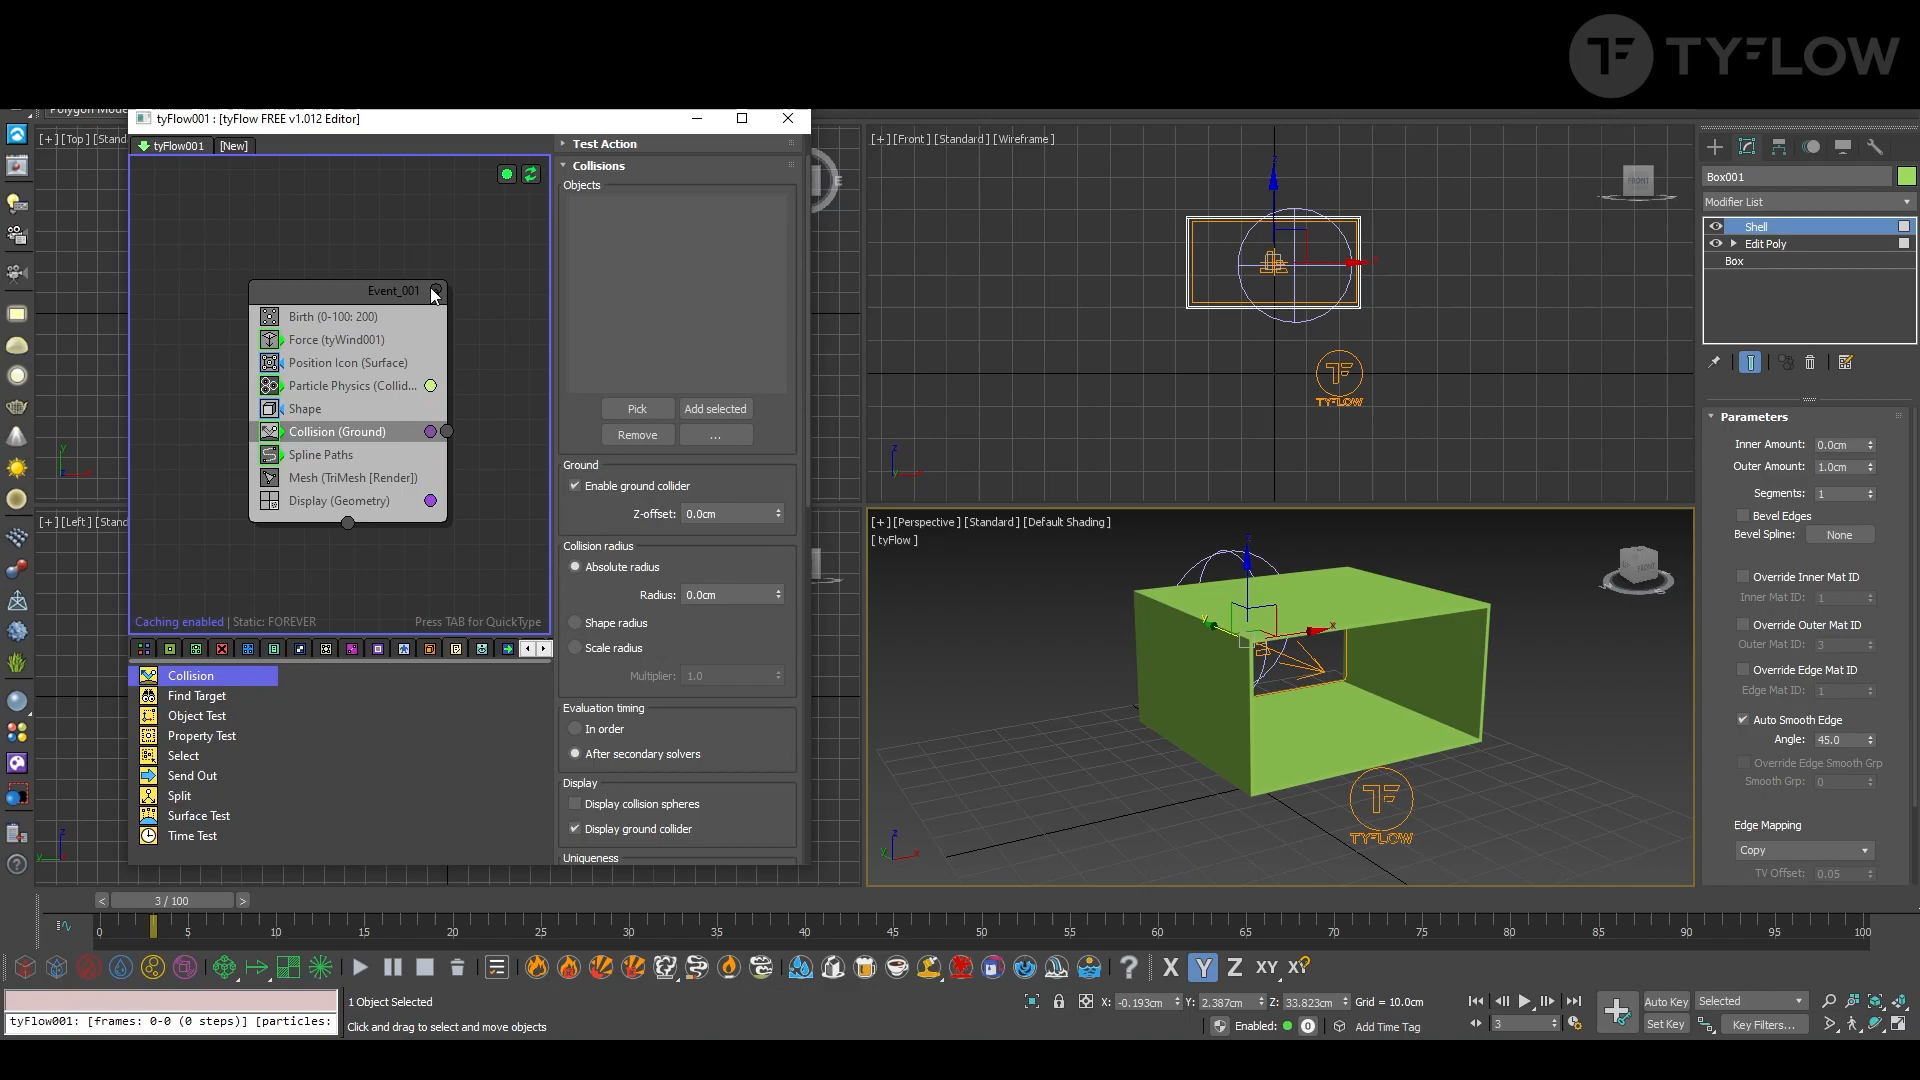 TYFLOW
Polygon Mode
tyFlow001 : [tyFlow FREE v1.012 Editor]
tyFlow001
[New]
[+] [Top] [Stan
Event_001
Birth (0-100: 200)
Force (tyWind001)
Position Icon (Surface)
Particle Physics (Collid...
Shape
Collision (Ground)
Spline Paths
Mesh (TriMesh [Render])
Display (Geometry)
[+] [Left] [Stand
Caching enabled | Static: FOREVER
Press TAB for QuickType
Collision
Find Target
Object Test
Property Test
Select
Send Out
Split
Surface Test
Time Test
Test Action
Collisions
Objects
Pick
Add selected
Remove
...
Ground
Enable ground collider
Z-offset: 0.0cm
Collision radius
Absolute radius
Radius: 0.0cm
Shape radius
Scale radius
Multiplier: 1.0
Evaluation timing
In order
After secondary solvers
Display
Display collision spheres
Display ground collider
Uniqueness
E
[+] [Front] [Standard] [Wireframe]
FRONT
TYFLOW
[+] [Perspective] [Standard] [Default Shading]
[ tyFlow ]
FRONT
TYFLOW
Box001
Modifier List
Shell
Edit Poly
Box
Parameters
Inner Amount: 0.0cm
Outer Amount: 1.0cm
Segments: 1
Bevel Edges
Bevel Spline: None
Override Inner Mat ID
Inner Mat ID: 1
Override Outer Mat ID
Outer Mat ID: 3
Override Edge Mat ID
Edge Mat ID: 1
Auto Smooth Edge
Angle: 45.0
Override Edge Smooth Grp
Smooth Grp: 0
Edge Mapping
Copy
TV Offset: 0.05
< 3 / 100 >
0 5 10 15 20 25 30 35 40 45 50 55 60 65 70 75 80 85 90 95 100
X Y Z XY XY
1 Object Selected
X: -0.193cm Y: 2.387cm Z: 33.823cm Grid = 10.0cm
Auto Key
Selected
tyFlow001: [frames: 0-0 (0 steps)] [particles:
Click and drag to select and move objects
Enabled:
0
Add Time Tag
3
Set Key
Key Filters...